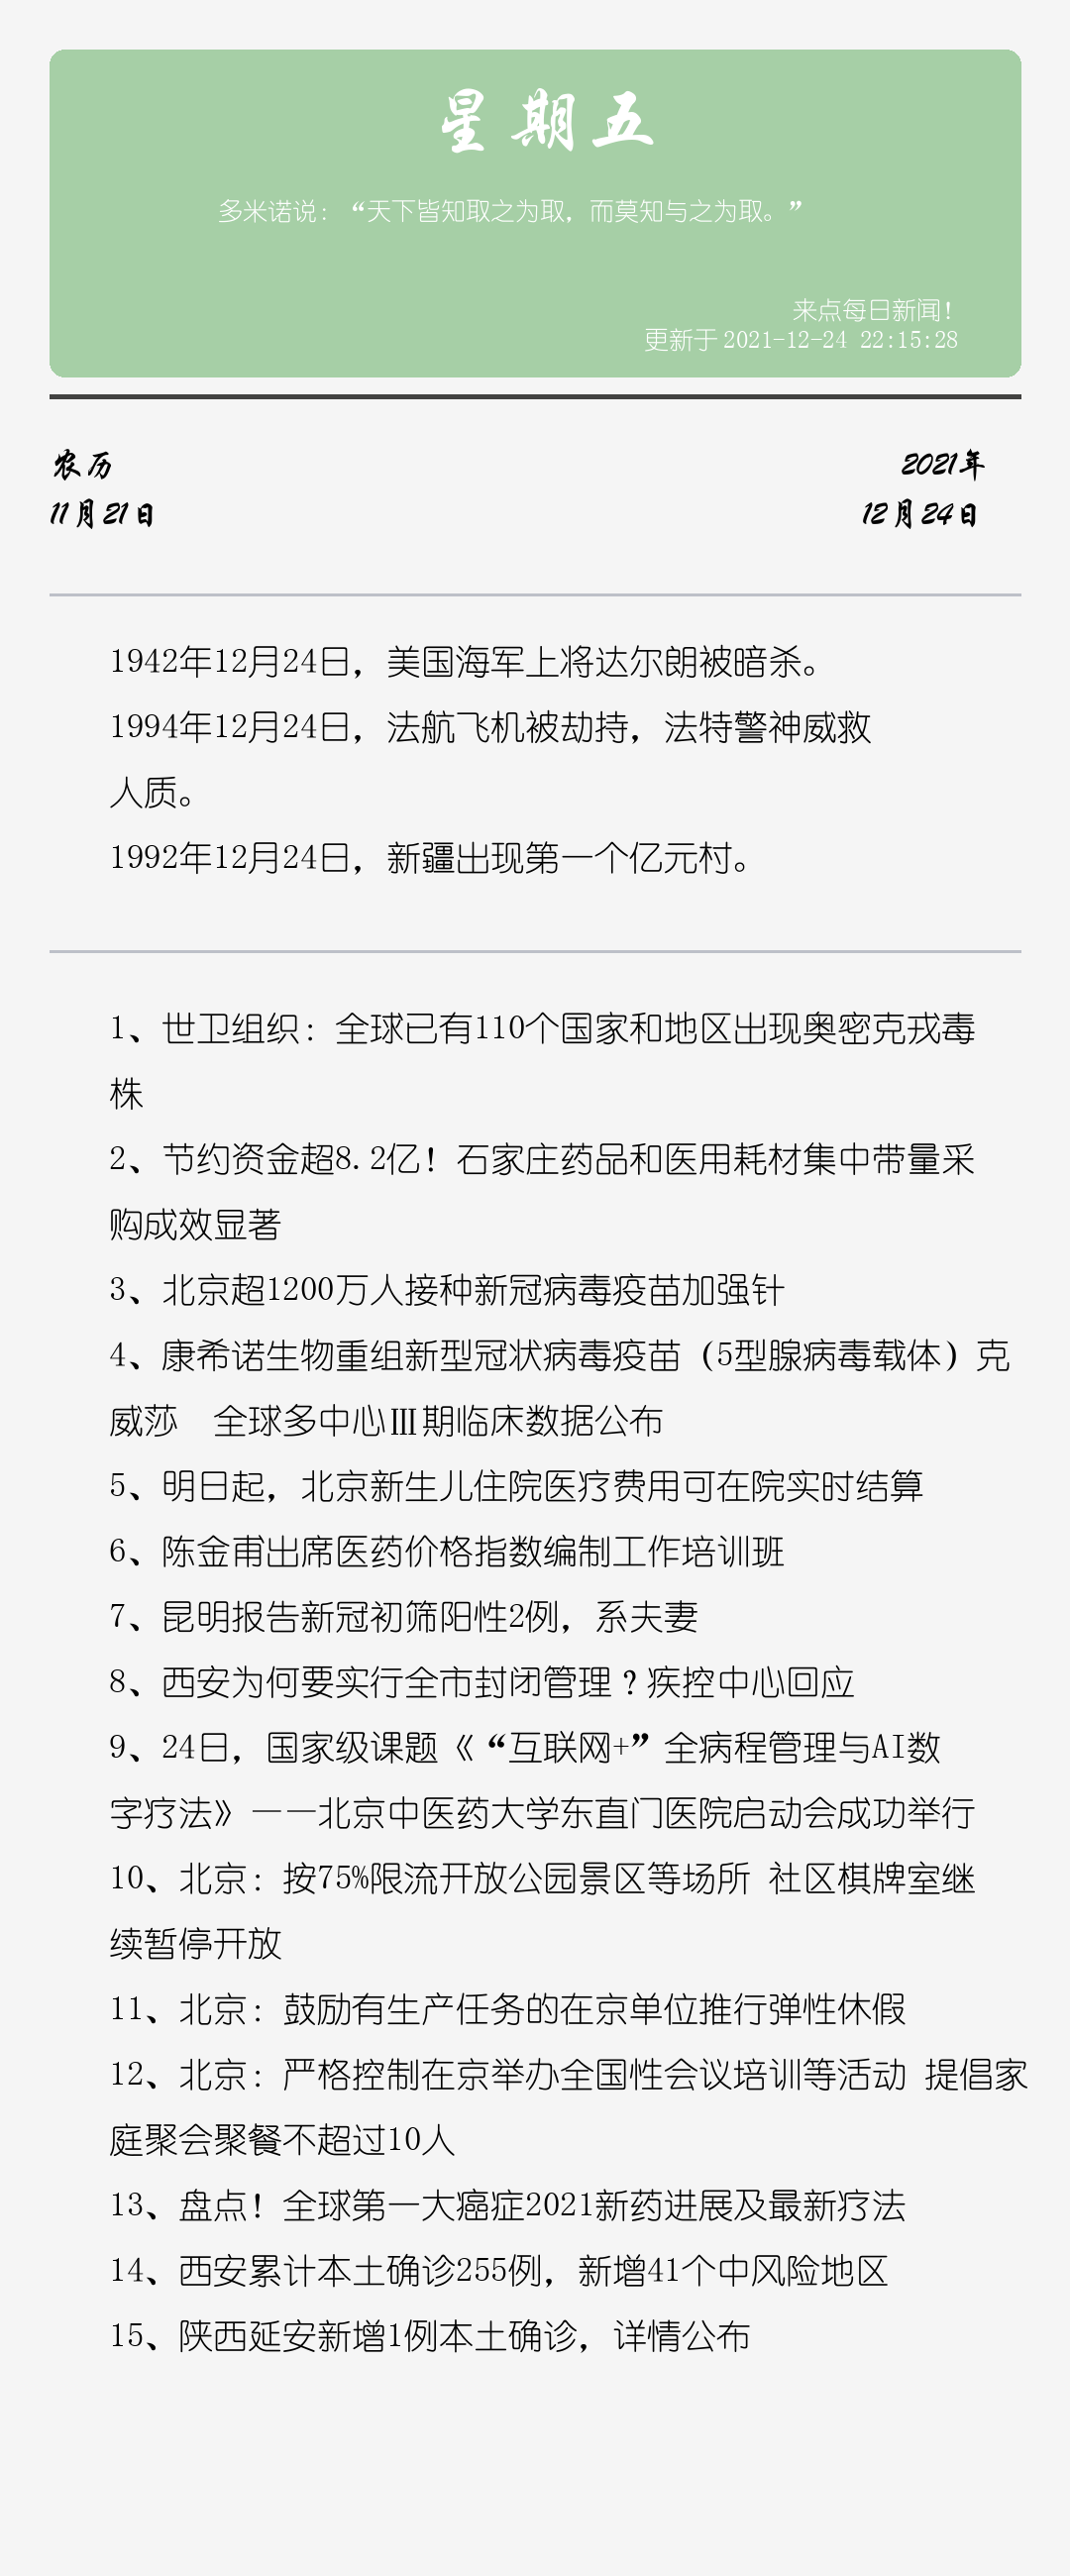 星期五
多米诺说：“天下皆知取之为取，而莫知与之为取。”
来点每日新闻！
更新于 2021-12-24 22:15:28
农历
2021年
11月21日
12月24日
1942年12月24日，美国海军上将达尔朗被暗杀。
1994年12月24日，法航飞机被劫持，法特警神威救
人质。
1992年12月24日，新疆出现第一个亿元村。
1、世卫组织：全球已有110个国家和地区出现奥密克戎毒
株
2、节约资金超8.2亿！石家庄药品和医用耗材集中带量采
购成效显著
3、北京超1200万人接种新冠病毒疫苗加强针
4、康希诺生物重组新型冠状病毒疫苗（5型腺病毒载体）克
威莎　全球多中心Ⅲ期临床数据公布
5、明日起，北京新生儿住院医疗费用可在院实时结算
6、陈金甫出席医药价格指数编制工作培训班
7、昆明报告新冠初筛阳性2例，系夫妻
8、西安为何要实行全市封闭管理？疾控中心回应
9、24日，国家级课题《“互联网+”全病程管理与AI数
字疗法》——北京中医药大学东直门医院启动会成功举行
10、北京：按75%限流开放公园景区等场所 社区棋牌室继
续暂停开放
11、北京：鼓励有生产任务的在京单位推行弹性休假
12、北京：严格控制在京举办全国性会议培训等活动 提倡家
庭聚会聚餐不超过10人
13、盘点！全球第一大癌症2021新药进展及最新疗法
14、西安累计本土确诊255例，新增41个中风险地区
15、陕西延安新增1例本土确诊，详情公布